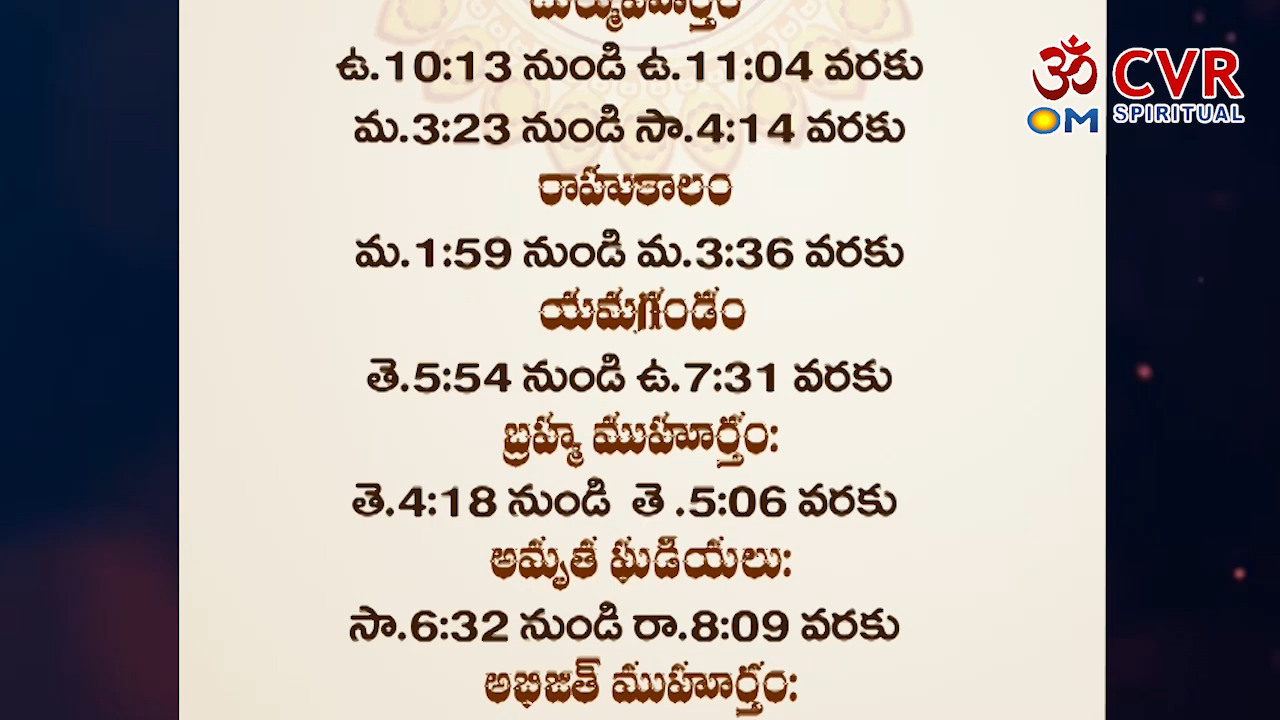 దుర్ముహూర్తం
ఉ.10:13 నుండి ఉ.11:04 వరకు
మ.3:23 నుండి సా.4:14 వరకు
రాహుకాలం
మ.1:59 నుండి మ.3:36 వరకు
యమగండం
తె.5:54 నుండి ఉ.7:31 వరకు
బ్రహ్మ ముహూర్తం:
తె.4:18 నుండి తె .5:06 వరకు
అమృత ఘడియలు:
సా.6:32 నుండి రా.8:09 వరకు
అభిజిత్ ముహూర్తం:
ॐ CVR
OM SPIRITUAL